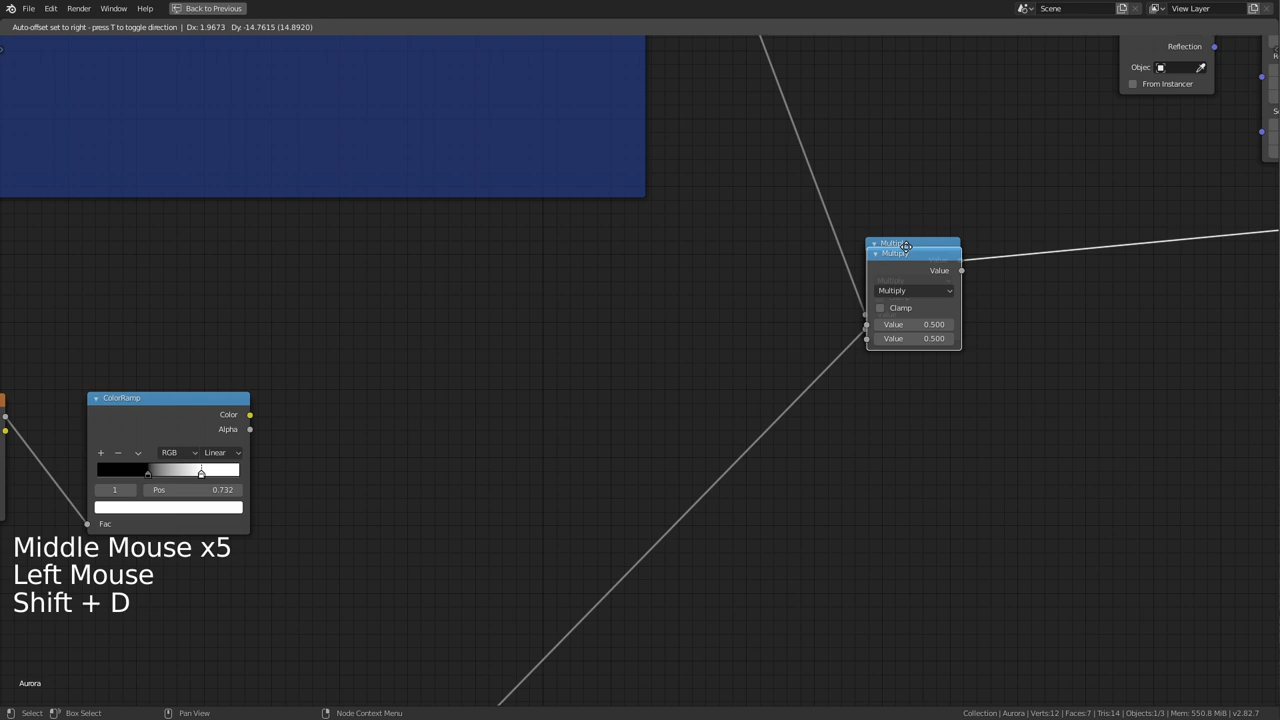 File Edit Render Window Help Back to Previous Scene View Layer
Auto-offset set to right - press T to toggle direction | Dx: 1.9673 Dy: -14.7615 (14.8920)
Reflection
Objec
From Instancer
Multiply
Multiply
Value
Multiply
Clamp
Value 0.500
Value 0.500
ColorRamp
Color
Alpha
RGB Linear
1 Pos 0.732
Fac
Middle Mouse x5
Left Mouse
Shift + D
Aurora
Select Box Select Pan View Node Context Menu Collection | Aurora | Verts:12 | Faces:7 | Tris:14 | Objects:1/3 | Mem: 550.8 MiB | v2.82.7